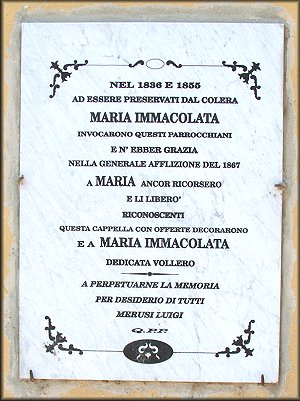 NEL 1836 E 1855
AD ESSERE PRESERVATI DAL COLERA
MARIA IMMACOLATA
INVOCARONO QUESTI PARROCCHIANI
E N' EBBER GRAZIA
NELLA GENERALE AFFLIZIONE DEL 1867
A MARIA ANCOR RICORSERO
E LI LIBERO'
RICONOSCENTI
QUESTA CAPPELLA CON OFFERTE DECORARONO
E A MARIA IMMACOLATA
DEDICATA VOLLERO
A PERPETUARNE LA MEMORIA
PER DESIDERIO DI TUTTI
MERUSI LUIGI
Q.P.P.